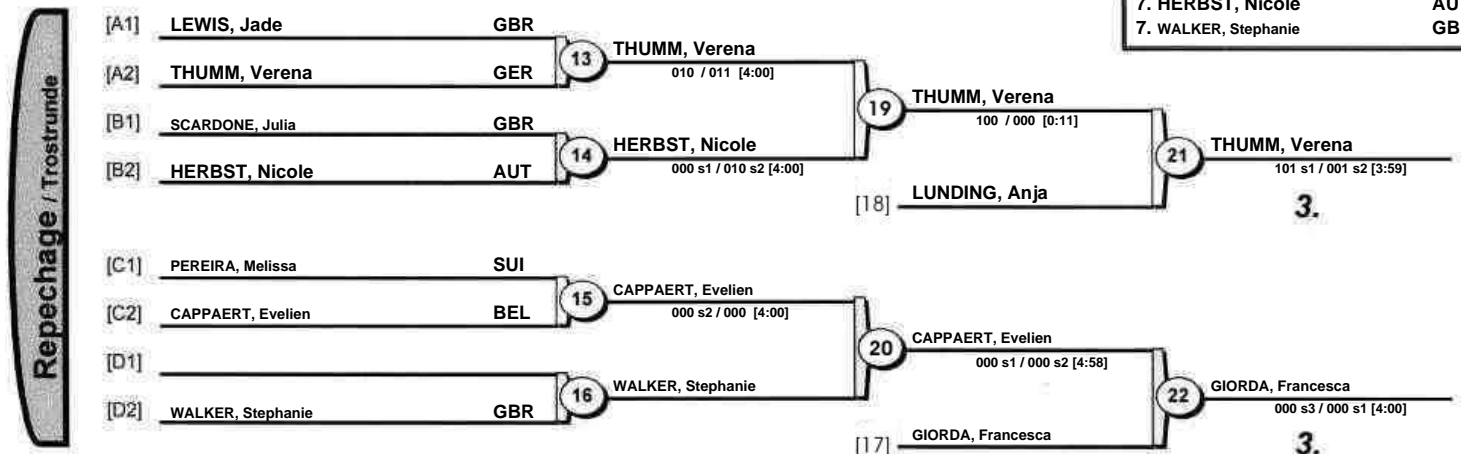 7. HERBST, Nicole AU
7. WALKER, Stephanie GB
Repechage / Trostrunde
[A1] LEWIS, Jade GBR
13 THUMM, Verena
010 / 011 [4:00]
[A2] THUMM, Verena GER
19 THUMM, Verena
100 / 000 [0:11]
[B1] SCARDONE, Julia GBR
14 HERBST, Nicole
000 s1 / 010 s2 [4:00]
[B2] HERBST, Nicole AUT
21 THUMM, Verena
101 s1 / 001 s2 [3:59]
[18] LUNDING, Anja
3.
[C1] PEREIRA, Melissa SUI
15 CAPPAERT, Evelien
000 s2 / 000 [4:00]
[C2] CAPPAERT, Evelien BEL
20 CAPPAERT, Evelien
000 s1 / 000 s2 [4:58]
[D1]
16 WALKER, Stephanie
[D2] WALKER, Stephanie GBR
22 GIORDA, Francesca
000 s3 / 000 s1 [4:00]
[17] GIORDA, Francesca
3.